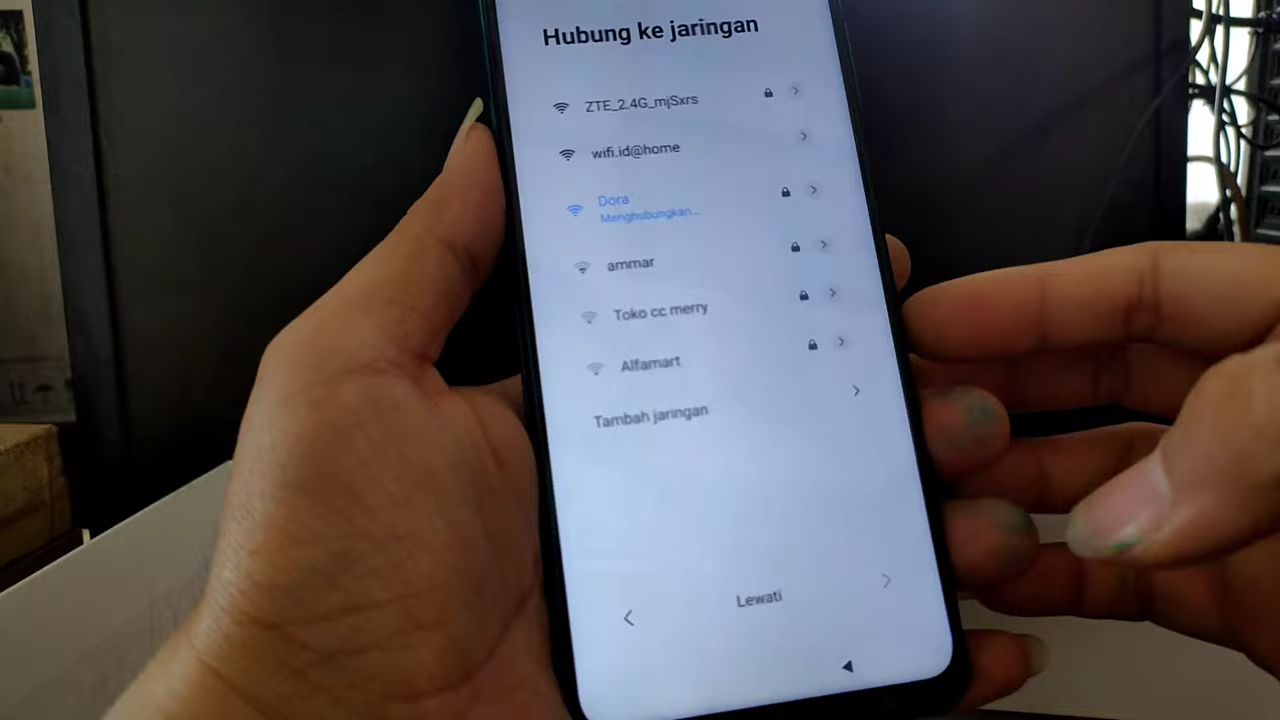 Hubung ke jaringan
ZTE_2.4G_mjSxrs
wifi.id@home
Dora
Menghubungkan...
ammar
Toko cc merry
Alfamart
Tambah jaringan
Lewati